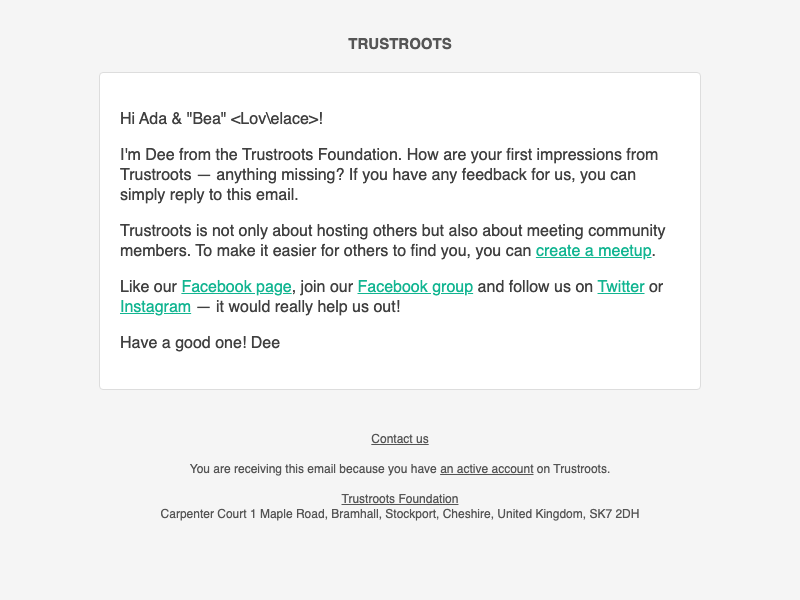 TRUSTROOTS
Hi Ada & "Bea" <Lov\elace>!
I'm Dee from the Trustroots Foundation. How are your first impressions from
Trustroots — anything missing? If you have any feedback for us, you can
simply reply to this email.
Trustroots is not only about hosting others but also about meeting community
members. To make it easier for others to find you, you can create a meetup.
Like our Facebook page, join our Facebook group and follow us on Twitter or
Instagram — it would really help us out!
Have a good one! Dee
Contact us
You are receiving this email because you have an active account on Trustroots.
Trustroots Foundation
Carpenter Court 1 Maple Road, Bramhall, Stockport, Cheshire, United Kingdom, SK7 2DH